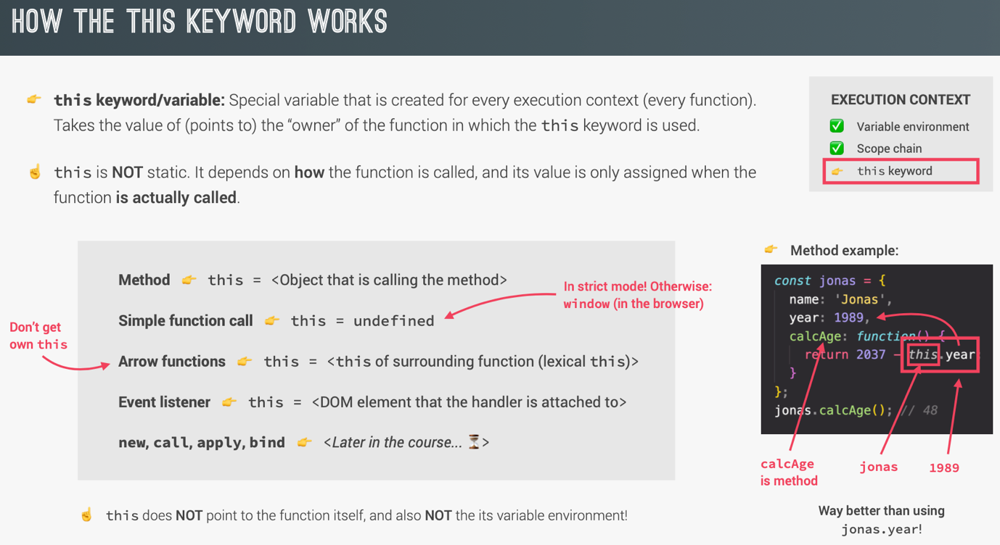 HOW THE THIS KEYWORD WORKS
👉 this keyword/variable: Special variable that is created for every execution context (every function).
Takes the value of (points to) the “owner” of the function in which the this keyword is used.
☝️ this is NOT static. It depends on how the function is called, and its value is only assigned when the
function is actually called.
EXECUTION CONTEXT
✅ Variable environment
✅ Scope chain
👉 this keyword
Method 👉 this = <Object that is calling the method>
Simple function call 👉 this = undefined
In strict mode! Otherwise:
window (in the browser)
Don’t get
own this
Arrow functions 👉 this = <this of surrounding function (lexical this)>
Event listener 👉 this = <DOM element that the handler is attached to>
new, call, apply, bind 👉 <Later in the course... ⏳>
☝️ this does NOT point to the function itself, and also NOT the its variable environment!
👉 Method example:
const jonas = {
name: 'Jonas',
year: 1989,
calcAge: function() {
return 2037 - this.year
}
};
jonas.calcAge(); // 48
calcAge
is method
jonas
1989
Way better than using
jonas.year!